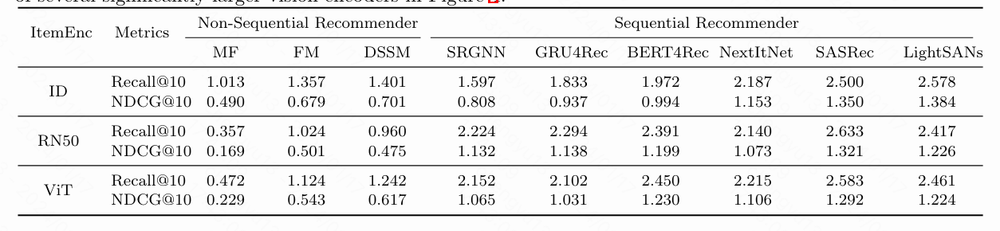 of several significantly larger vision encoders in Figure
ItemEnc Metrics Non-Sequential Recommender Sequential Recommender
MF FM DSSM SRGNN GRU4Rec BERT4Rec NextItNet SASRec LightSANs
ID Recall@10 1.013 1.357 1.401 1.597 1.833 1.972 2.187 2.500 2.578
NDCG@10 0.490 0.679 0.701 0.808 0.937 0.994 1.153 1.350 1.384
RN50 Recall@10 0.357 1.024 0.960 2.224 2.294 2.391 2.140 2.633 2.417
NDCG@10 0.169 0.501 0.475 1.132 1.138 1.199 1.073 1.321 1.226
ViT Recall@10 0.472 1.124 1.242 2.152 2.102 2.450 2.215 2.583 2.461
NDCG@10 0.229 0.543 0.617 1.065 1.031 1.230 1.106 1.292 1.224